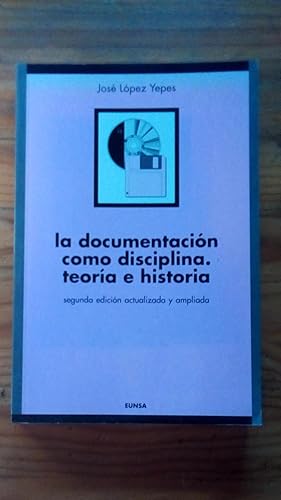 José López Yepes
la documentación
como disciplina.
teoría e historia
segunda edición actualizada y ampliada
EUNSA